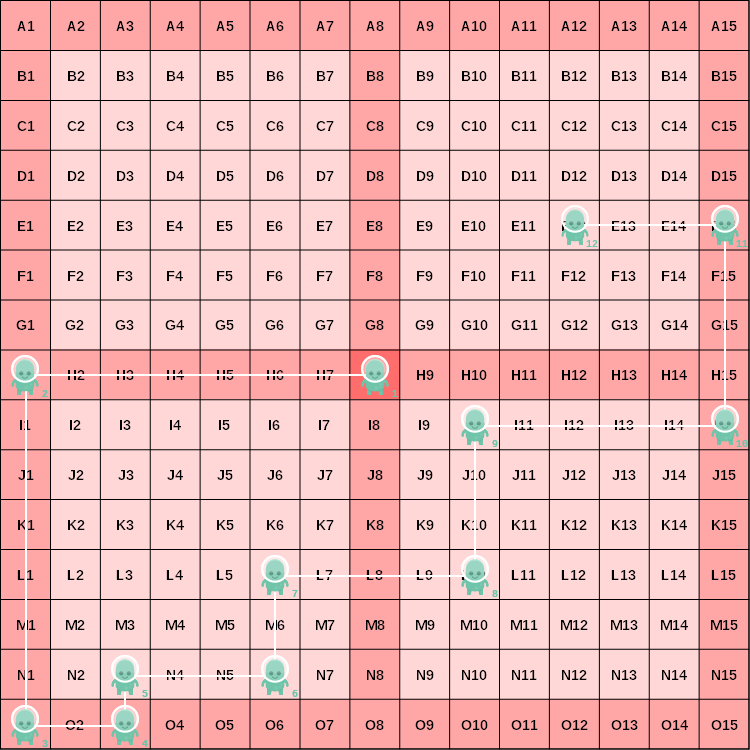 A1 A2 A3 A4 A5 A6 A7 A8 A9 A10 A11 A12 A13 A14 A15
B1 B2 B3 B4 B5 B6 B7 B8 B9 B10 B11 B12 B13 B14 B15
C1 C2 C3 C4 C5 C6 C7 C8 C9 C10 C11 C12 C13 C14 C15
D1 D2 D3 D4 D5 D6 D7 D8 D9 D10 D11 D12 D13 D14 D15
E1 E2 E3 E4 E5 E6 E7 E8 E9 E10 E11 12 E13 E14 11
F1 F2 F3 F4 F5 F6 F7 F8 F9 F10 F11 F12 F13 F14 F15
G1 G2 G3 G4 G5 G6 G7 G8 G9 G10 G11 G12 G13 G14 G15
2 H2 H3 H4 H5 H6 H7 1 H9 H10 H11 H12 H13 H14 H15
I1 I2 I3 I4 I5 I6 I7 I8 I9 9 I11 I12 I13 I14 10
J1 J2 J3 J4 J5 J6 J7 J8 J9 J10 J11 J12 J13 J14 J15
K1 K2 K3 K4 K5 K6 K7 K8 K9 K10 K11 K12 K13 K14 K15
L1 L2 L3 L4 L5 7 L7 L8 L9 8 L11 L12 L13 L14 L15
M1 M2 M3 M4 M5 M6 M7 M8 M9 M10 M11 M12 M13 M14 M15
N1 N2 5 N4 N5 6 N7 N8 N9 N10 N11 N12 N13 N14 N15
3 O2 4 O4 O5 O6 O7 O8 O9 O10 O11 O12 O13 O14 O15